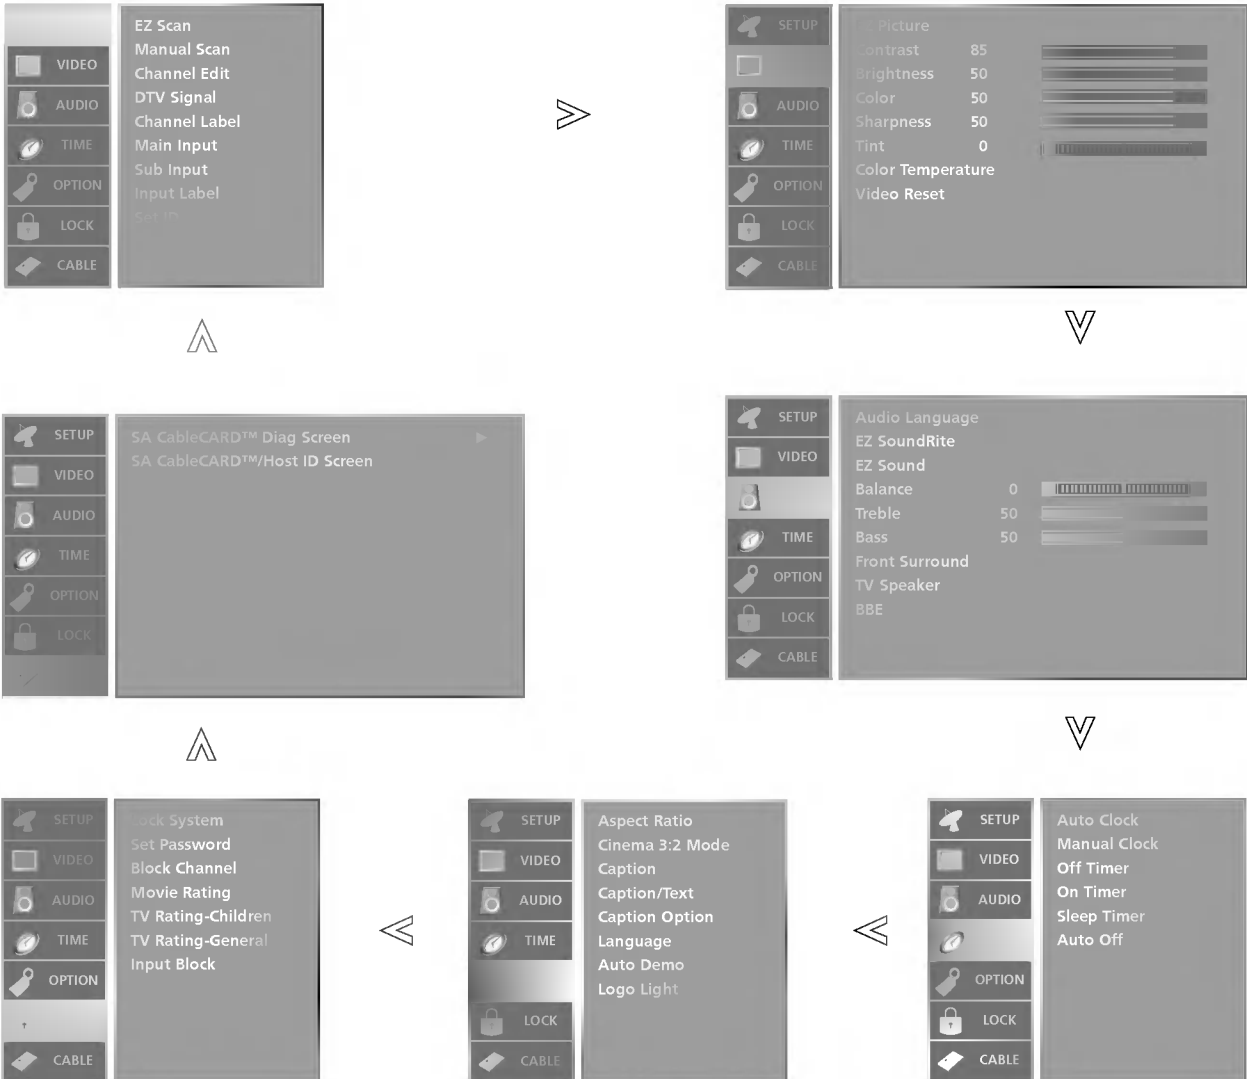 VIDEO
AUDIO
TIME
OPTION
LOCK
CABLE
EZ Scan
Manual Scan
Channel Edit
DTV Signal
Channel Label
Main Input
Sub Input
Input Label
Set ID
SETUP
AUDIO
TIME
OPTION
LOCK
CABLE
Picture
Contrast 85
Brightness 50
Color 50
Sharpness 50
Tint 0
Color Temperature
Video Reset
SETUP
VIDEO
AUDIO
TIME
OPTION
LOCK
SA CableCARD™ Diag Screen
SA CableCARD™/Host ID Screen
SETUP
VIDEO
TIME
OPTION
LOCK
CABLE
Audio Language
EZ SoundRite
EZ Sound
Balance 0
Treble 50
Bass 50
Front Surround
TV Speaker
BBE
SETUP
VIDEO
AUDIO
TIME
OPTION
CABLE
Lock System
Set Password
Block Channel
Movie Rating
TV Rating-Children
TV Rating-General
Input Block
SETUP
VIDEO
AUDIO
TIME
LOCK
CABLE
Aspect Ratio
Cinema 3:2 Mode
Caption
Caption/Text
Caption Option
Language
Auto Demo
Logo Light
SETUP
VIDEO
AUDIO
OPTION
LOCK
CABLE
Auto Clock
Manual Clock
Off Timer
On Timer
Sleep Timer
Auto Off